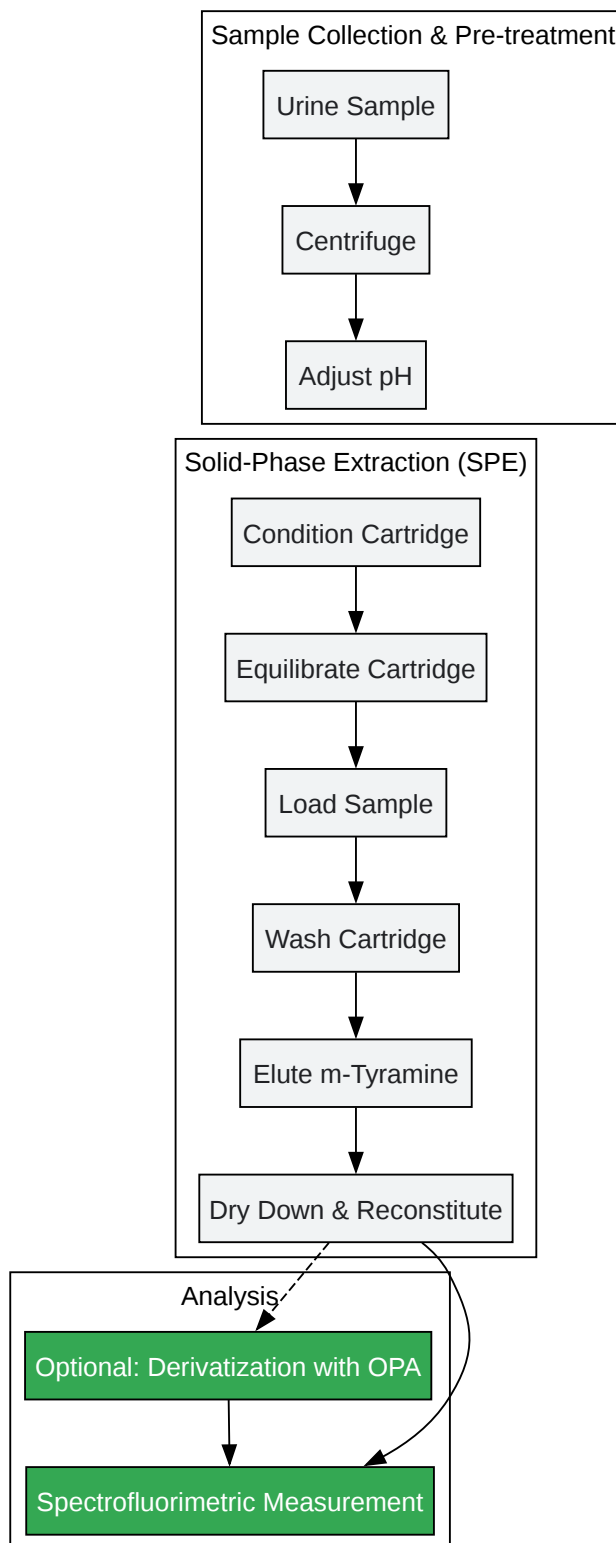 Sample Collection & Pre-treatment
Urine Sample
Centrifuge
Adjust pH
Solid-Phase Extraction (SPE)
Condition Cartridge
Equilibrate Cartridge
Load Sample
Wash Cartridge
Elute m-Tyramine
Dry Down & Reconstitute
Analysis
Optional: Derivatization with OPA
Spectrofluorimetric Measurement